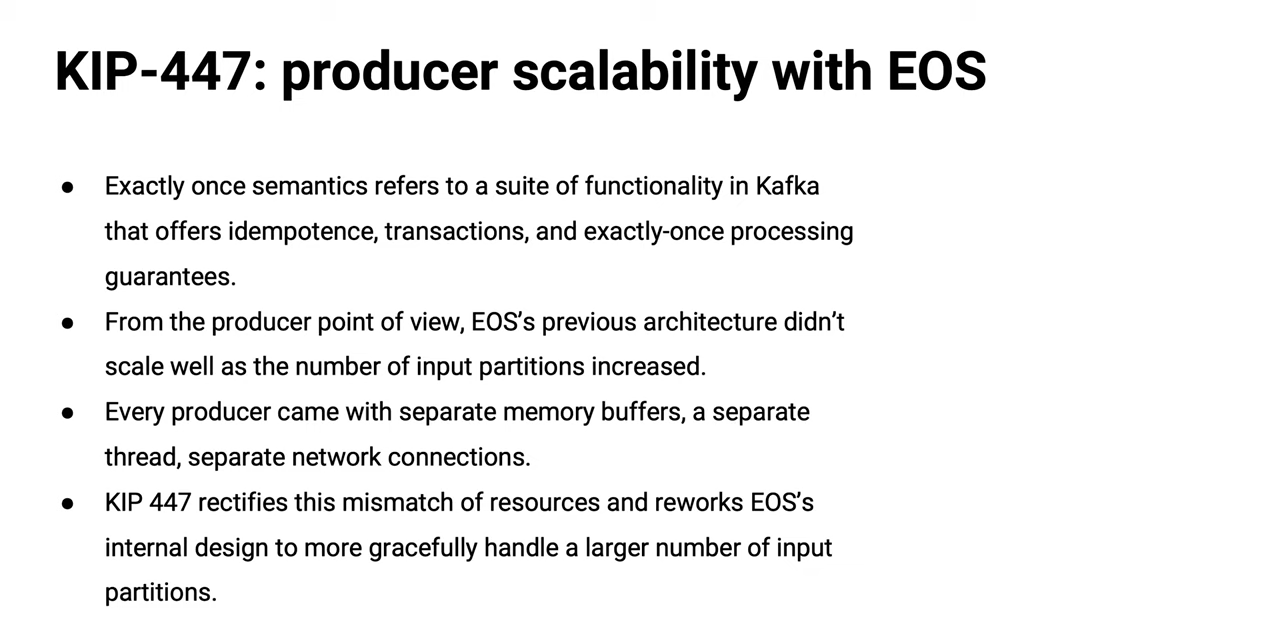 KIP-447: producer scalability with EOS
● Exactly once semantics refers to a suite of functionality in Kafka
that offers idempotence, transactions, and exactly-once processing
guarantees.
● From the producer point of view, EOS’s previous architecture didn’t
scale well as the number of input partitions increased.
● Every producer came with separate memory buffers, a separate
thread, separate network connections.
● KIP 447 rectifies this mismatch of resources and reworks EOS’s
internal design to more gracefully handle a larger number of input
partitions.